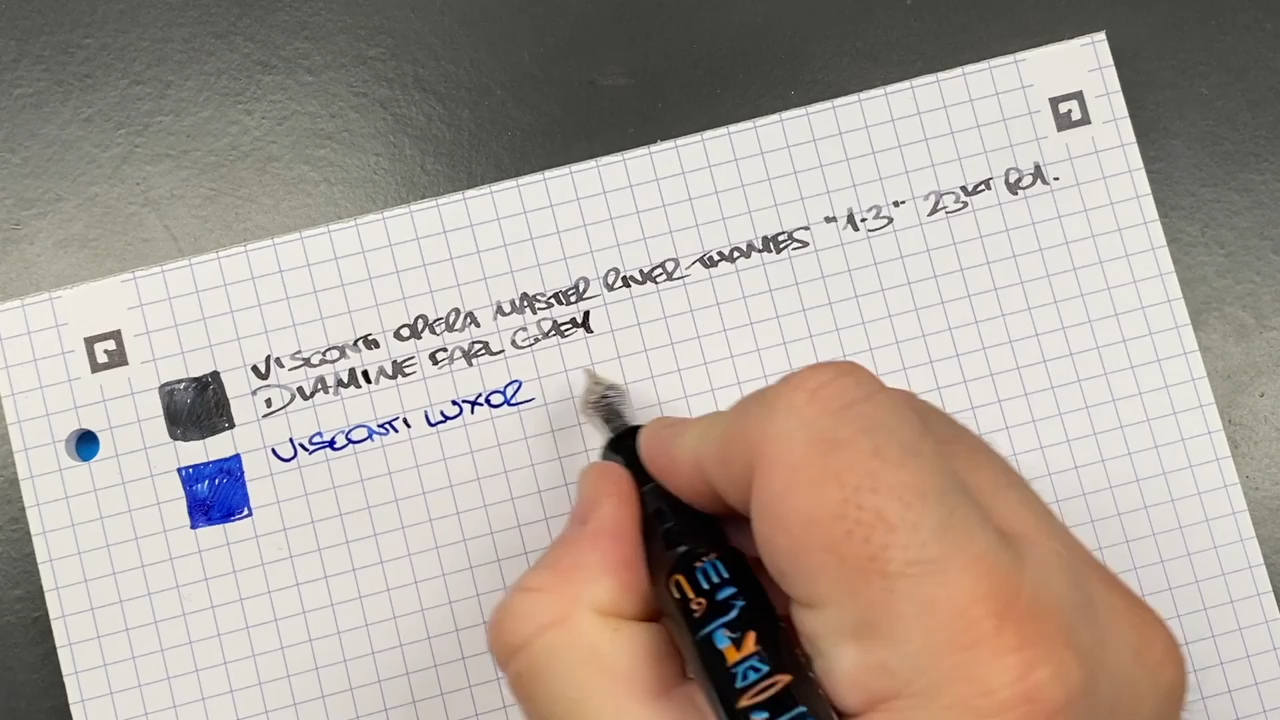 VISCONTI OPERA MASTER RIVER THAMES "1.3" 23KT Pd.
DIAMINE EARL GREY
VISCONTI LUXOR